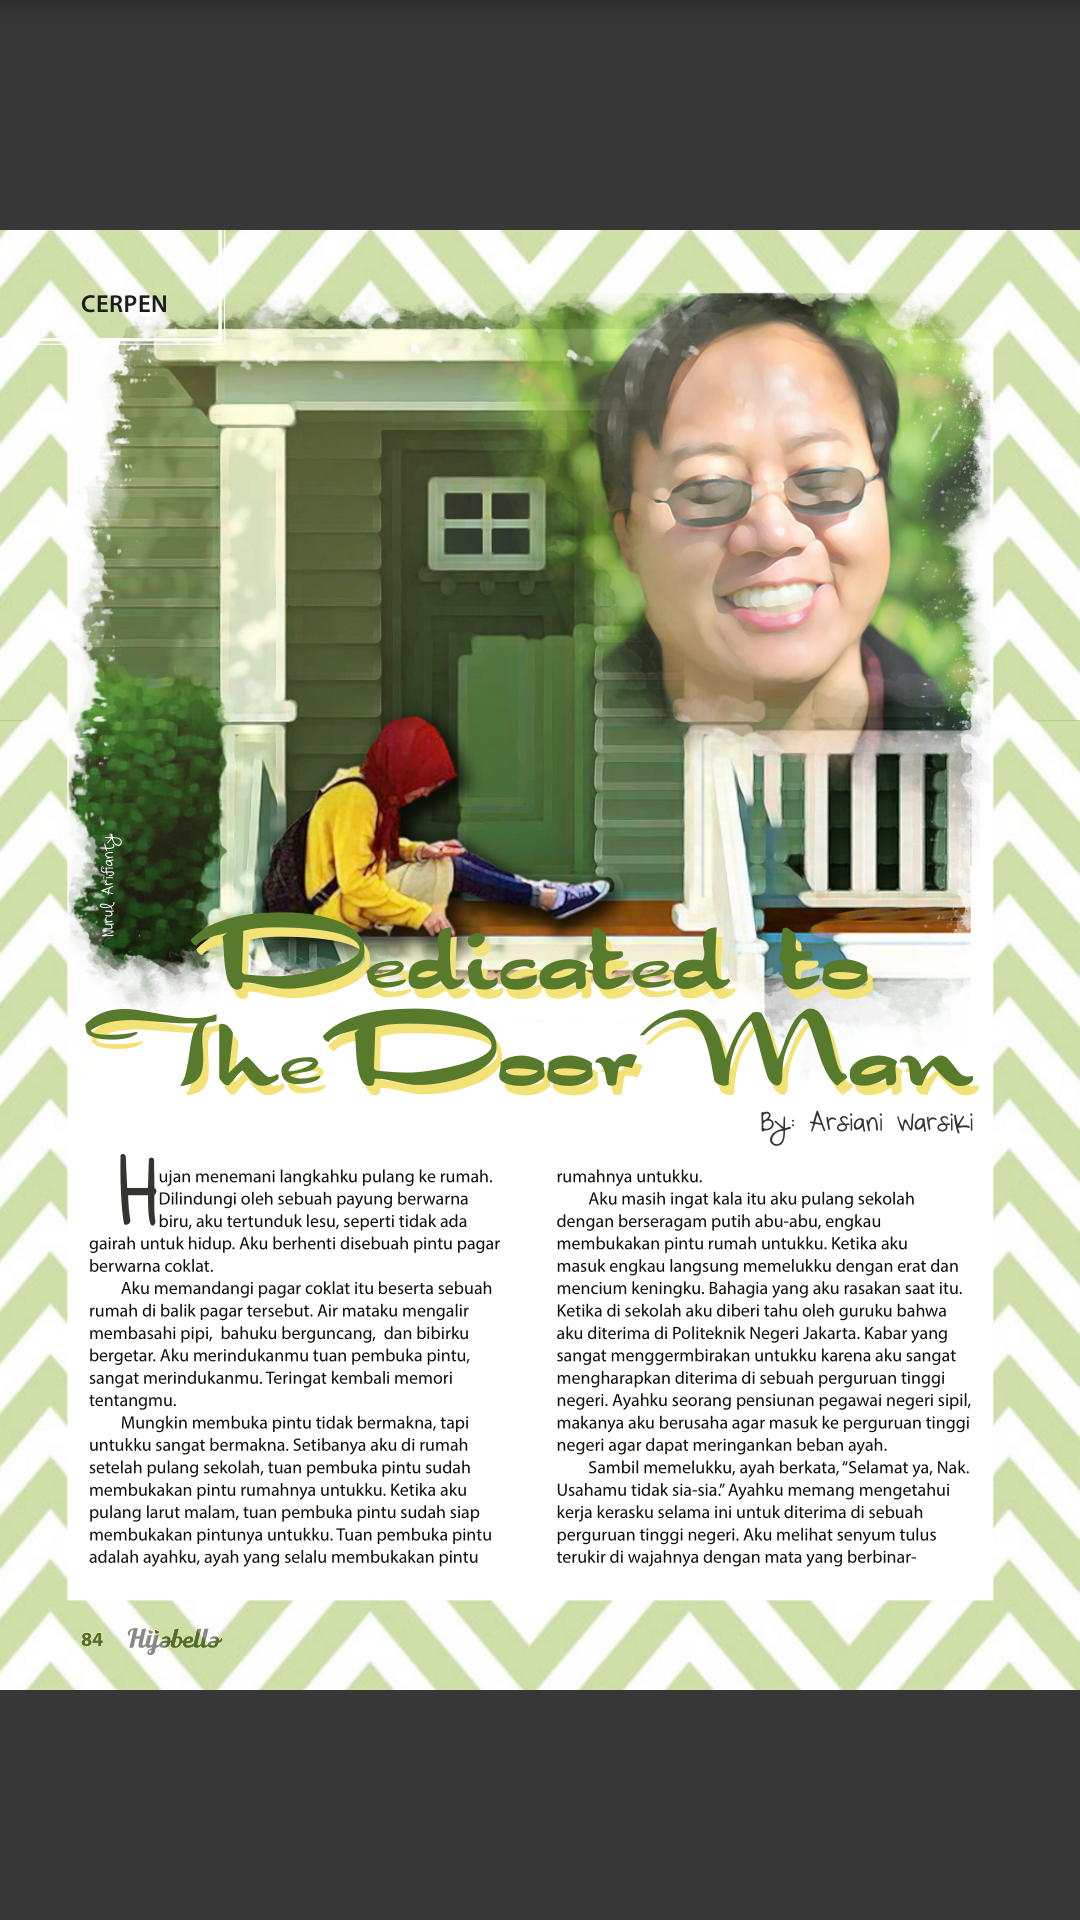 CERPEN
Nurul Arifianty
Dedicated to
The Door Man
By: Arsiani Warsiki
Hujan menemani langkahku pulang ke rumah.
Dilindungi oleh sebuah payung berwarna
biru, aku tertunduk lesu, seperti tidak ada
gairah untuk hidup. Aku berhenti disebuah pintu pagar
berwarna coklat.
Aku memandangi pagar coklat itu beserta sebuah
rumah di balik pagar tersebut. Air mataku mengalir
membasahi pipi,  bahuku berguncang,  dan bibirku
bergetar. Aku merindukanmu tuan pembuka pintu,
sangat merindukanmu. Teringat kembali memori
tentangmu.
Mungkin membuka pintu tidak bermakna, tapi
untukku sangat bermakna. Setibanya aku di rumah
setelah pulang sekolah, tuan pembuka pintu sudah
membukakan pintu rumahnya untukku. Ketika aku
pulang larut malam, tuan pembuka pintu sudah siap
membukakan pintunya untukku. Tuan pembuka pintu
adalah ayahku, ayah yang selalu membukakan pintu
rumahnya untukku.
Aku masih ingat kala itu aku pulang sekolah
dengan berseragam putih abu-abu, engkau
membukakan pintu rumah untukku. Ketika aku
masuk engkau langsung memelukku dengan erat dan
mencium keningku. Bahagia yang aku rasakan saat itu.
Ketika di sekolah aku diberi tahu oleh guruku bahwa
aku diterima di Politeknik Negeri Jakarta. Kabar yang
sangat menggermbirakan untukku karena aku sangat
mengharapkan diterima di sebuah perguruan tinggi
negeri. Ayahku seorang pensiunan pegawai negeri sipil,
makanya aku berusaha agar masuk ke perguruan tinggi
negeri agar dapat meringankan beban ayah.
Sambil memelukku, ayah berkata, “Selamat ya, Nak.
Usahamu tidak sia-sia.” Ayahku memang mengetahui
kerja kerasku selama ini untuk diterima di sebuah
perguruan tinggi negeri. Aku melihat senyum tulus
terukir di wajahnya dengan mata yang berbinar-
84 Hijabella